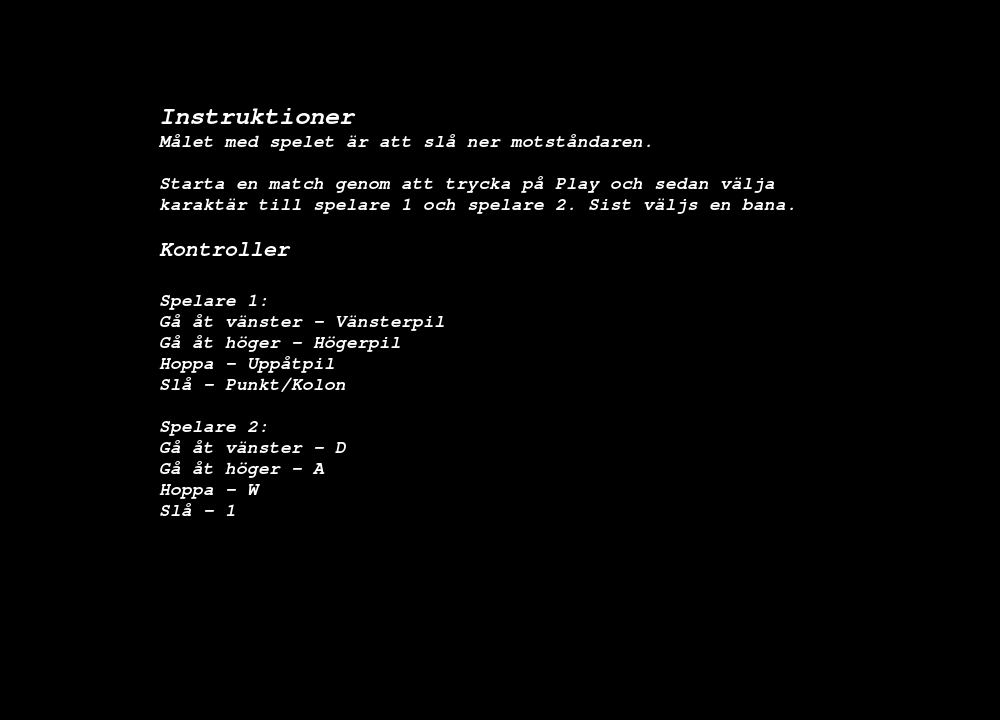 Instruktioner
Målet med spelet är att slå ner motståndaren.
Starta en match genom att trycka på Play och sedan välja
karaktär till spelare 1 och spelare 2. Sist väljs en bana.
Kontroller
Spelare 1:
Gå åt vänster – Vänsterpil
Gå åt höger – Högerpil
Hoppa – Uppåtpil
Slå – Punkt/Kolon
Spelare 2:
Gå åt vänster – D
Gå åt höger – A
Hoppa – W
Slå – 1